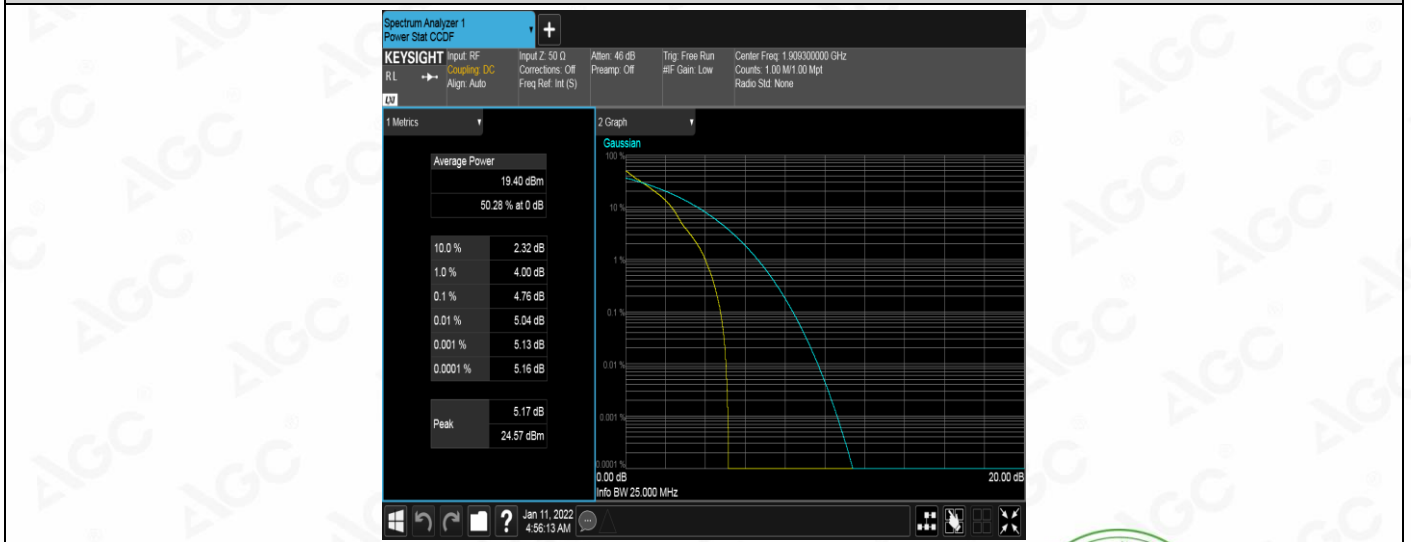 Spectrum Analyzer 1
Power Stat CCDF
+
KEYSIGHT
RL
LXI
Input: RF
Coupling: DC
Align: Auto
Input Z: 50 Ω
Corrections: Off
Freq Ref: Int (S)
Atten: 46 dB
Preamp: Off
Trig: Free Run
#IF Gain: Low
Center Freq: 1.909300000 GHz
Counts: 1.00 M/1.00 Mpt
Radio Std: None
1 Metrics
Average Power
19.40 dBm
50.28 % at 0 dB
10.0 % 2.32 dB
1.0 % 4.00 dB
0.1 % 4.76 dB
0.01 % 5.04 dB
0.001 % 5.13 dB
0.0001 % 5.16 dB
Peak
5.17 dB
24.57 dBm
2 Graph
Gaussian
100 %
10 %
1 %
0.1 %
0.01 %
0.001 %
0.0001 %
0.00 dB 20.00 dB
Info BW 25.000 MHz
?
Jan 11, 2022
4:56:13 AM
AGC